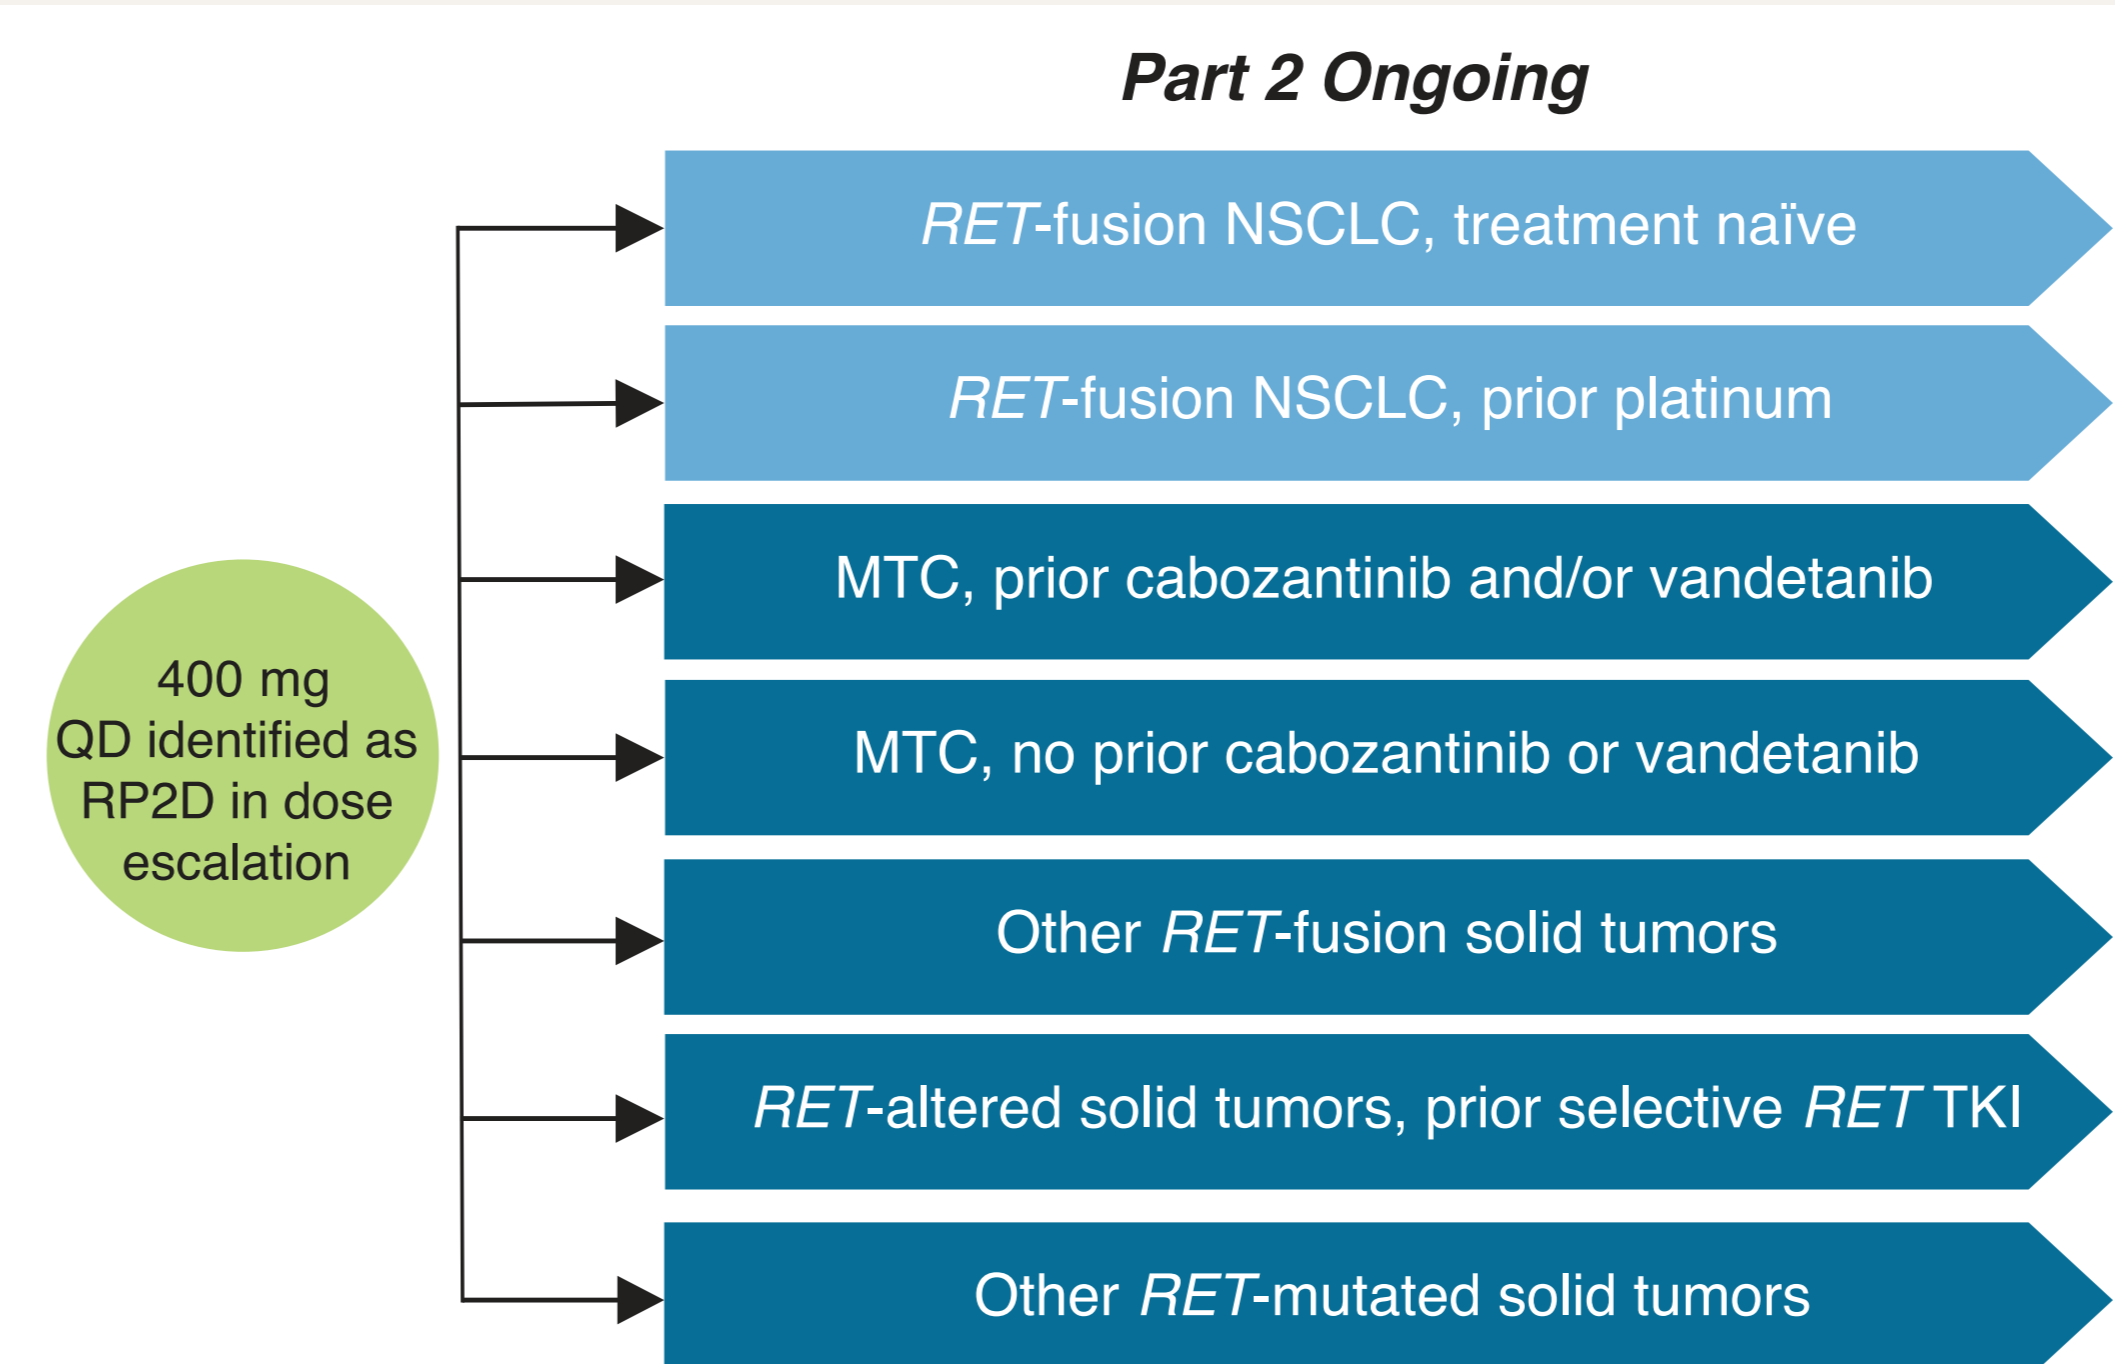 Part 2 Ongoing
RET-fusion NSCLC, treatment naïve
RET-fusion NSCLC, prior platinum
MTC, prior cabozantinib and/or vandetanib
400 mg
QD identified as
RP2D in dose
escalation
MTC, no prior cabozantinib or vandetanib
Other RET-fusion solid tumors
RET-altered solid tumors, prior selective RET TKI
Other RET-mutated solid tumors